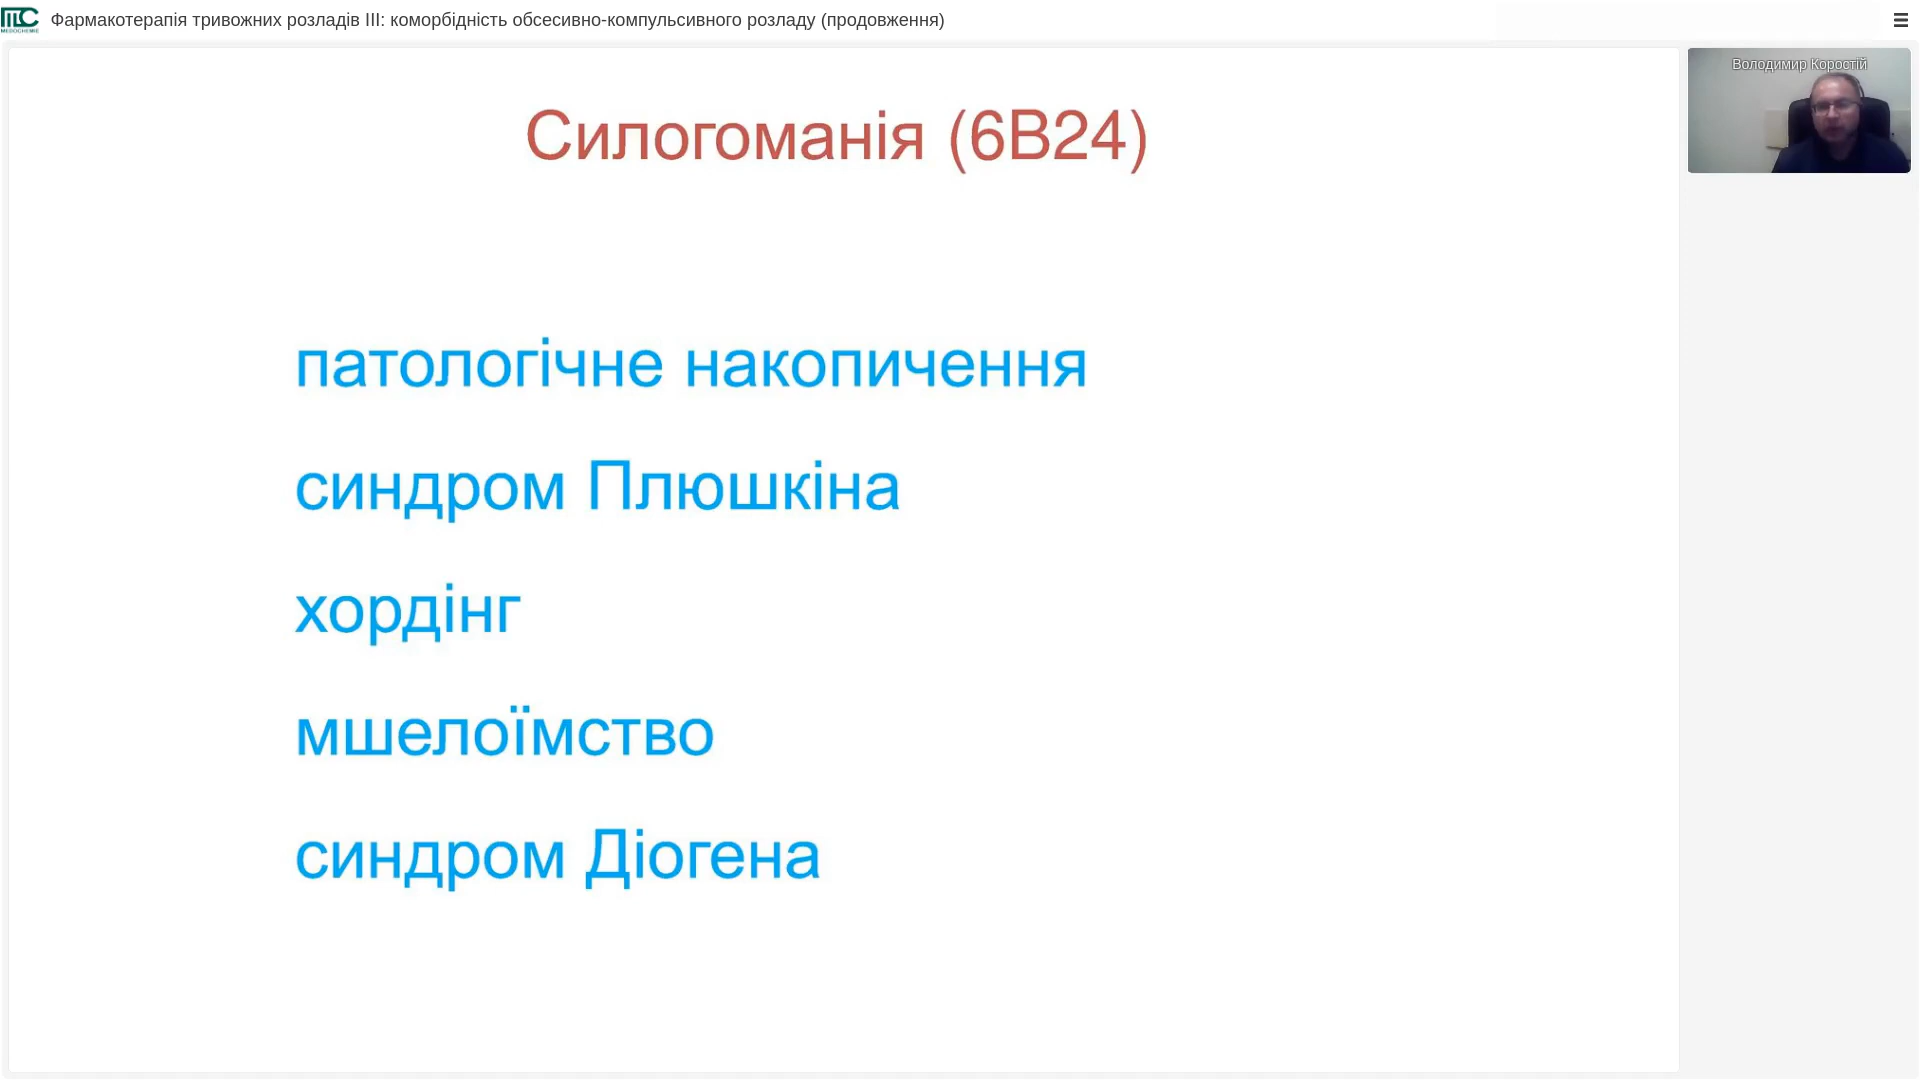 Фармакотерапія тривожних розладів III: коморбідність обсесивно-компульсивного розладу (продовження)
MEDOCHEMIE
Володимир Коростій
Силогоманія (6B24)
патологічне накопичення
синдром Плюшкіна
хордінг
мшелоїмство
синдром Діогена